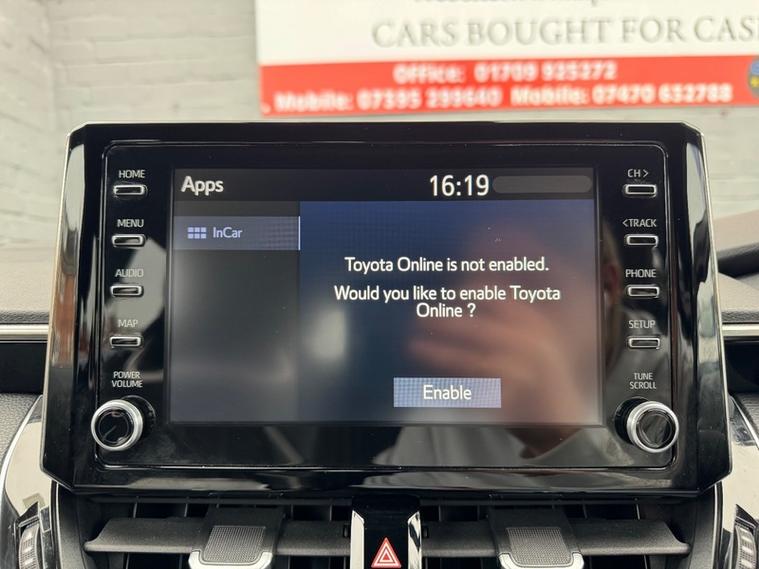 CARS BOUGHT FOR CAS
Office: 01709 925272
Mobile: 07395 299640 Mobile: 07470 632788
HOME
MENU
AUDIO
MAP
POWER
VOLUME
Apps
16:19
InCar
Toyota Online is not enabled.
Would you like to enable Toyota
Online ?
Enable
CH >
< TRACK
PHONE
SETUP
TUNE
SCROLL